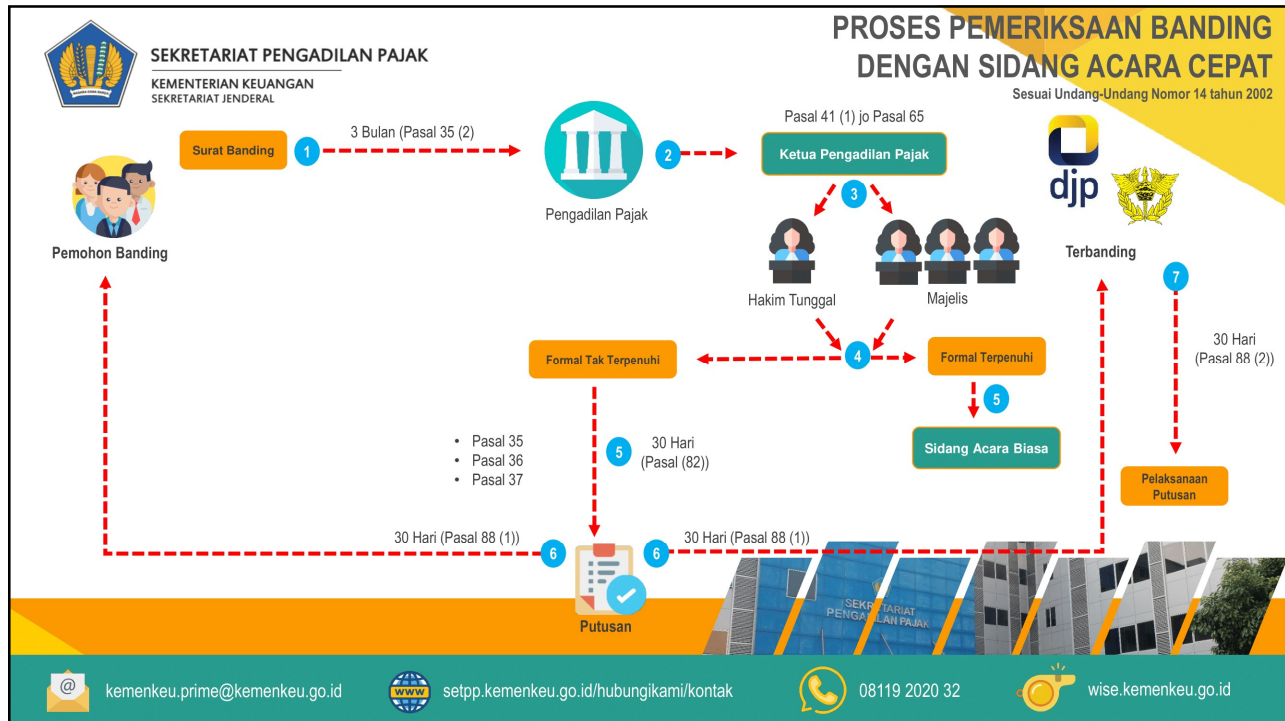 PROSES PEMERIKSAAN BANDING
DENGAN SIDANG ACARA CEPAT
Sesuai Undang-Undang Nomor 14 tahun 2002
SEKRETARIAT PENGADILAN PAJAK
KEMENTERIAN KEUANGAN
SEKRETARIAT JENDERAL
Surat Banding
1
3 Bulan (Pasal 35 (2)
Pengadilan Pajak
2
Pasal 41 (1) jo Pasal 65
Ketua Pengadilan Pajak
3
djp
Pemohon Banding
Terbanding
Hakim Tunggal
Majelis
7
30 Hari
(Pasal 88 (2))
Formal Tak Terpenuhi
4
Formal Terpenuhi
5
Sidang Acara Biasa
• Pasal 35
• Pasal 36
• Pasal 37
5
30 Hari
(Pasal (82))
Pelaksanaan
Putusan
30 Hari (Pasal 88 (1))
6
6
30 Hari (Pasal 88 (1))
Putusan
SEKRETARIAT
PENGADILAN PAJAK
@
kemenkeu.prime@kemenkeu.go.id
www
setpp.kemenkeu.go.id/hubungikami/kontak
08119 2020 32
wise.kemenkeu.go.id